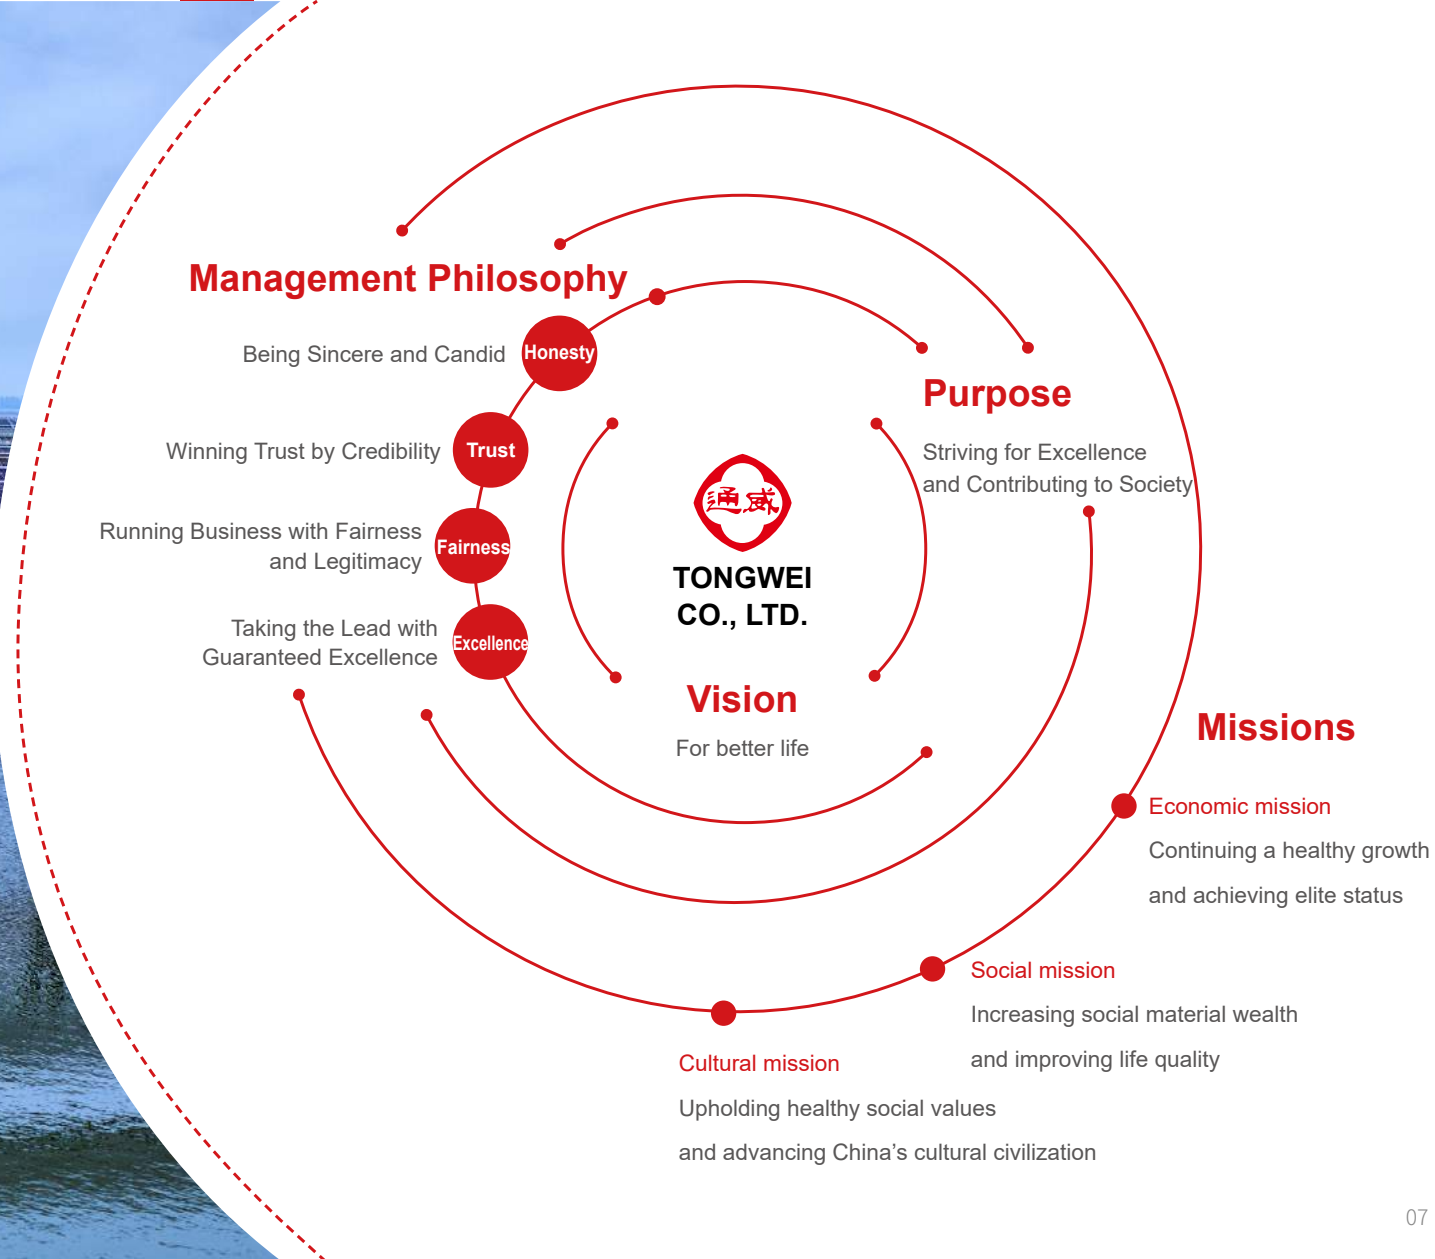 Management Philosophy
Being Sincere and Candid
Honesty
Winning Trust by Credibility
Trust
Running Business with Fairness
and Legitimacy
Fairness
Taking the Lead with
Guaranteed Excellence
Excellence
通威
TONGWEI
CO., LTD.
Vision
For better life
Purpose
Striving for Excellence
and Contributing to Society
Missions
Economic mission
Continuing a healthy growth
and achieving elite status
Social mission
Increasing social material wealth
and improving life quality
Cultural mission
Upholding healthy social values
and advancing China’s cultural civilization
07